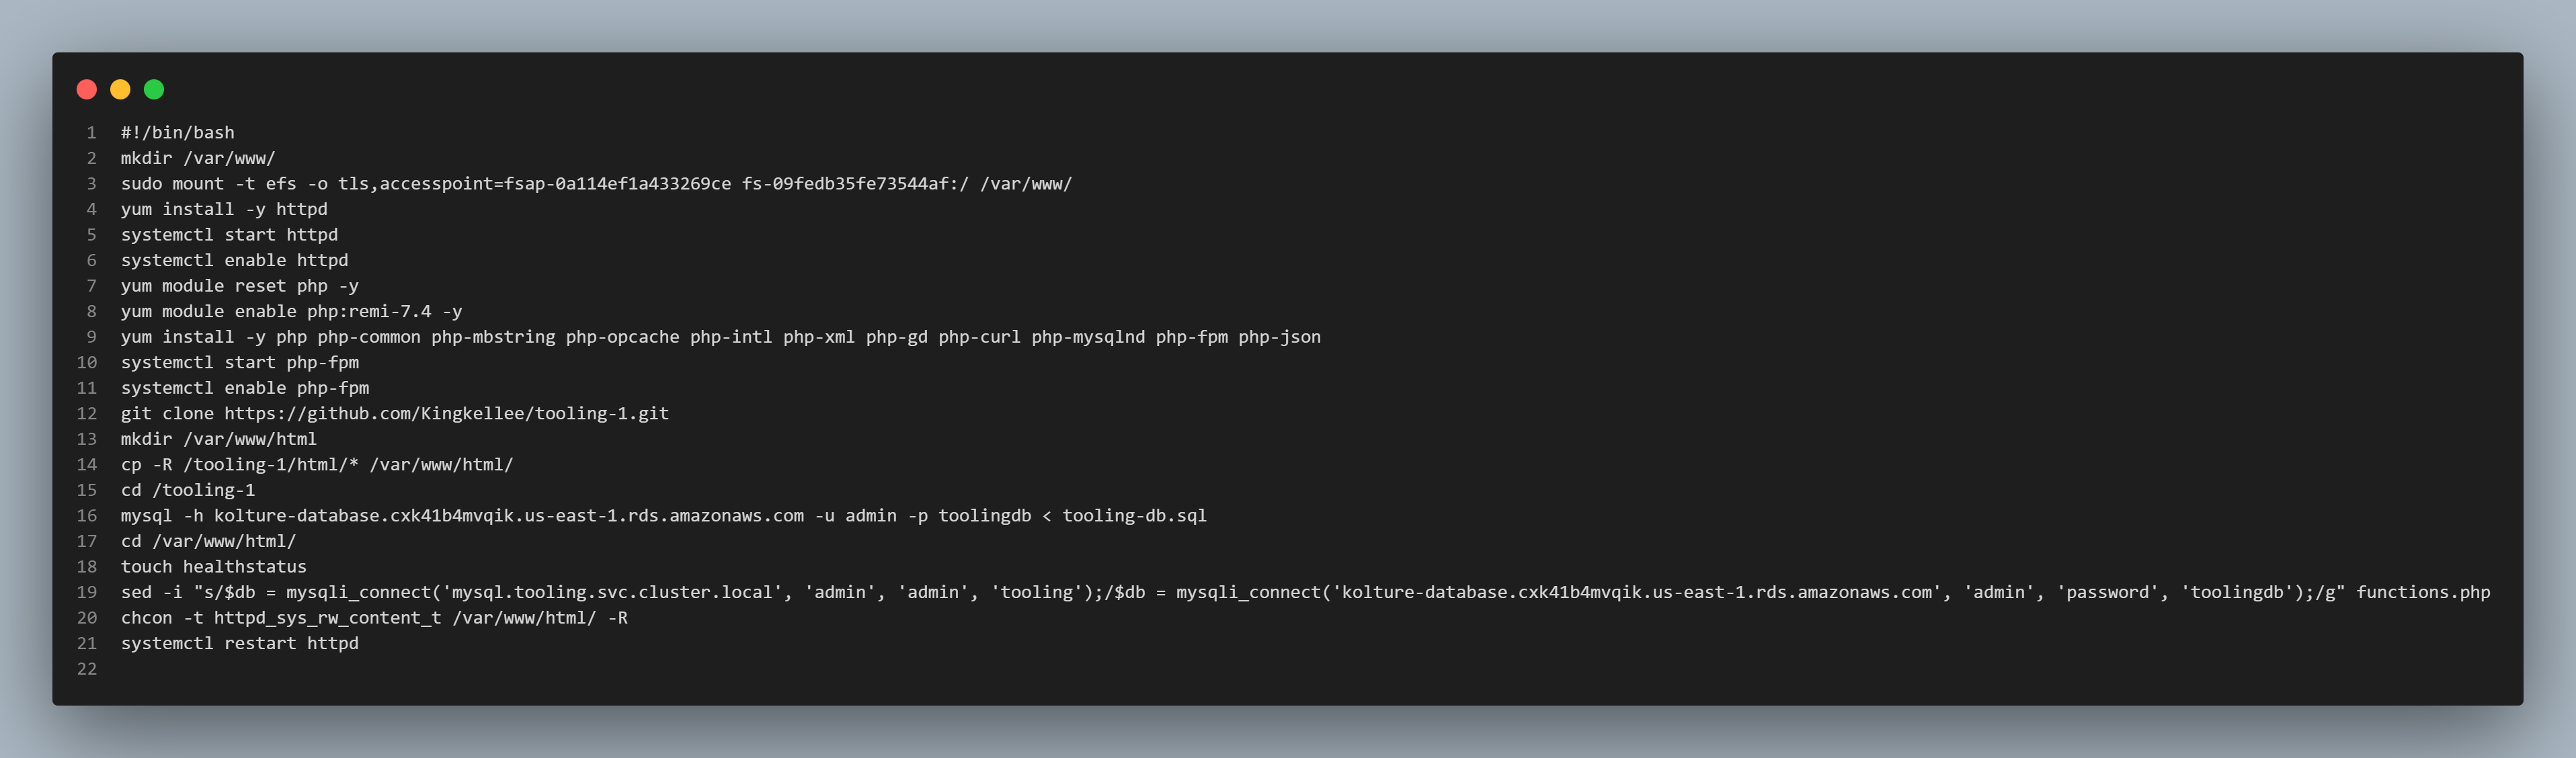 1 #!/bin/bash
2 mkdir /var/www/
3 sudo mount -t efs -o tls,accesspoint=fsap-0a114ef1a433269ce fs-09fedb35fe73544af:/ /var/www/
4 yum install -y httpd
5 systemctl start httpd
6 systemctl enable httpd
7 yum module reset php -y
8 yum module enable php:remi-7.4 -y
9 yum install -y php php-common php-mbstring php-opcache php-intl php-xml php-gd php-curl php-mysqlnd php-fpm php-json
10 systemctl start php-fpm
11 systemctl enable php-fpm
12 git clone https://github.com/Kingkellee/tooling-1.git
13 mkdir /var/www/html
14 cp -R /tooling-1/html/* /var/www/html/
15 cd /tooling-1
16 mysql -h kolture-database.cxk41b4mvqik.us-east-1.rds.amazonaws.com -u admin -p toolingdb < tooling-db.sql
17 cd /var/www/html/
18 touch healthstatus
19 sed -i "s/$db = mysqli_connect('mysql.tooling.svc.cluster.local', 'admin', 'admin', 'tooling');/$db = mysqli_connect('kolture-database.cxk41b4mvqik.us-east-1.rds.amazonaws.com', 'admin', 'password', 'toolingdb');/g" functions.php
20 chcon -t httpd_sys_rw_content_t /var/www/html/ -R
21 systemctl restart httpd
22